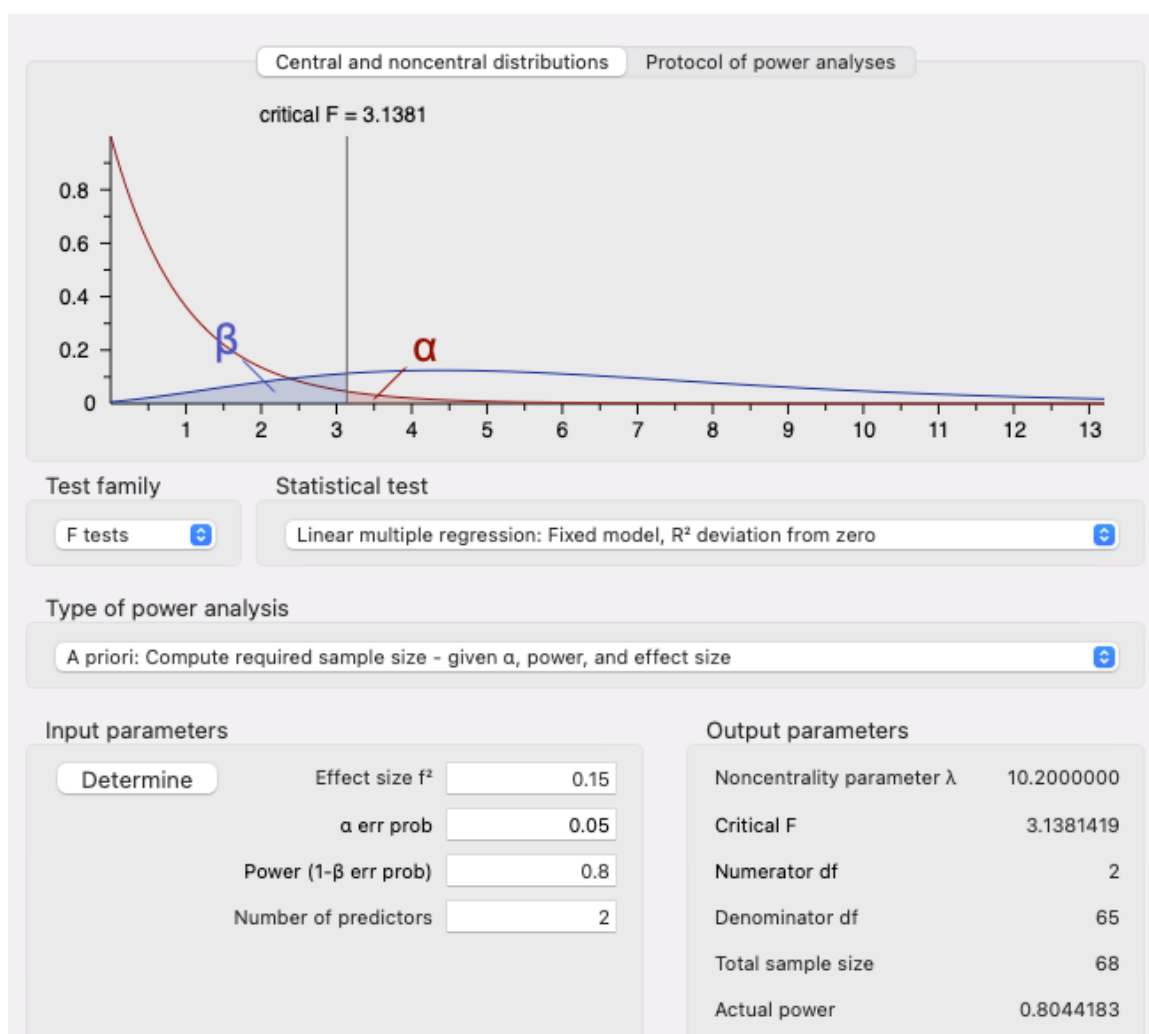 Central and noncentral distributions Protocol of power analyses
critical F = 3.1381
0.8
0.6
0.4
0.2
0
β
α
1 2 3 4 5 6 7 8 9 10 11 12 13
Test family Statistical test
F tests Linear multiple regression: Fixed model, R² deviation from zero
Type of power analysis
A priori: Compute required sample size - given α, power, and effect size
Input parameters Output parameters
Determine Effect size f² 0.15 Noncentrality parameter λ 10.2000000
α err prob 0.05 Critical F 3.1381419
Power (1-β err prob) 0.8 Numerator df 2
Number of predictors 2 Denominator df 65
Total sample size 68
Actual power 0.8044183